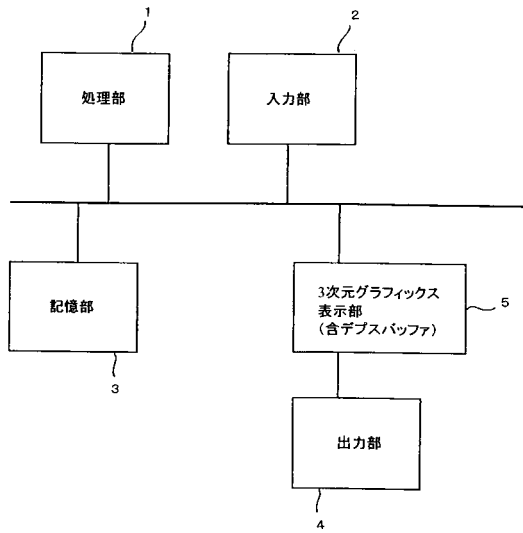 1
2
処理部
入力部
記憶部
3
3次元グラフィックス
表示部
(含デプスバッファ)
5
出力部
4